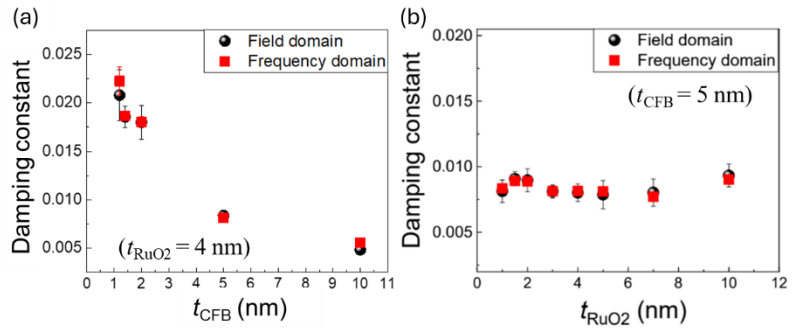 (a)
Damping constant
0.025
0.020
0.015
0.010
0.005
Field domain
Frequency domain
(tRuO2 = 4 nm)
0 1 2 3 4 5 6 7 8 9 10 11
tCFB (nm)
(b)
Damping constant
0.020
0.015
0.010
0.005
Field domain
Frequency domain
(tCFB = 5 nm)
0 2 4 6 8 10 12
tRuO2 (nm)